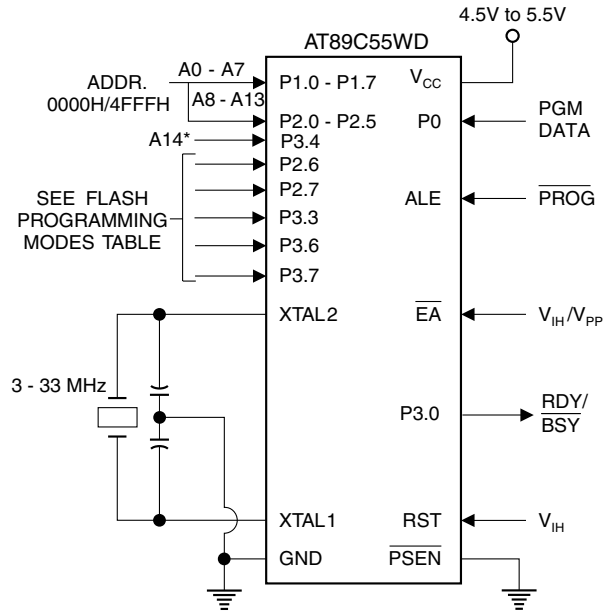 4.5V to 5.5V
AT89C55WD
ADDR.
0000H/4FFFH
A0 - A7
A8 - A13
A14*
P1.0 - P1.7
P2.0 - P2.5
P3.4
P2.6
P2.7
P3.3
P3.6
P3.7
SEE FLASH
PROGRAMMING
MODES TABLE
XTAL2
3 - 33 MHz
XTAL1
GND
VCC
P0
PGM
DATA
ALE
PROG
EA
VIH/VPP
P3.0
RDY/
BSY
RST
VIH
PSEN